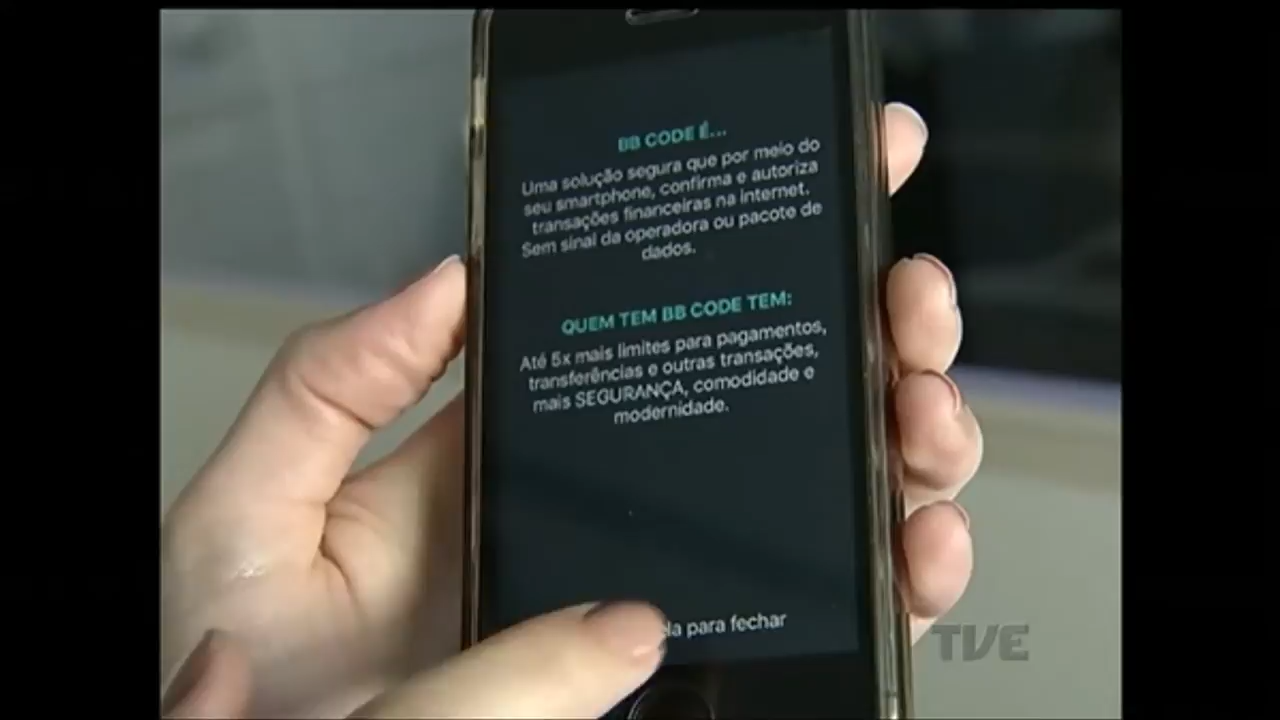 BB CODE É...
Uma solução segura que por meio do
seu smartphone, confirma e autoriza
transações financeiras na internet.
Sem sinal da operadora ou pacote de
dados.
QUEM TEM BB CODE TEM:
Até 5x mais limites para pagamentos,
transferências e outras transações,
mais SEGURANÇA, comodidade e
modernidade.
para fechar
TVE